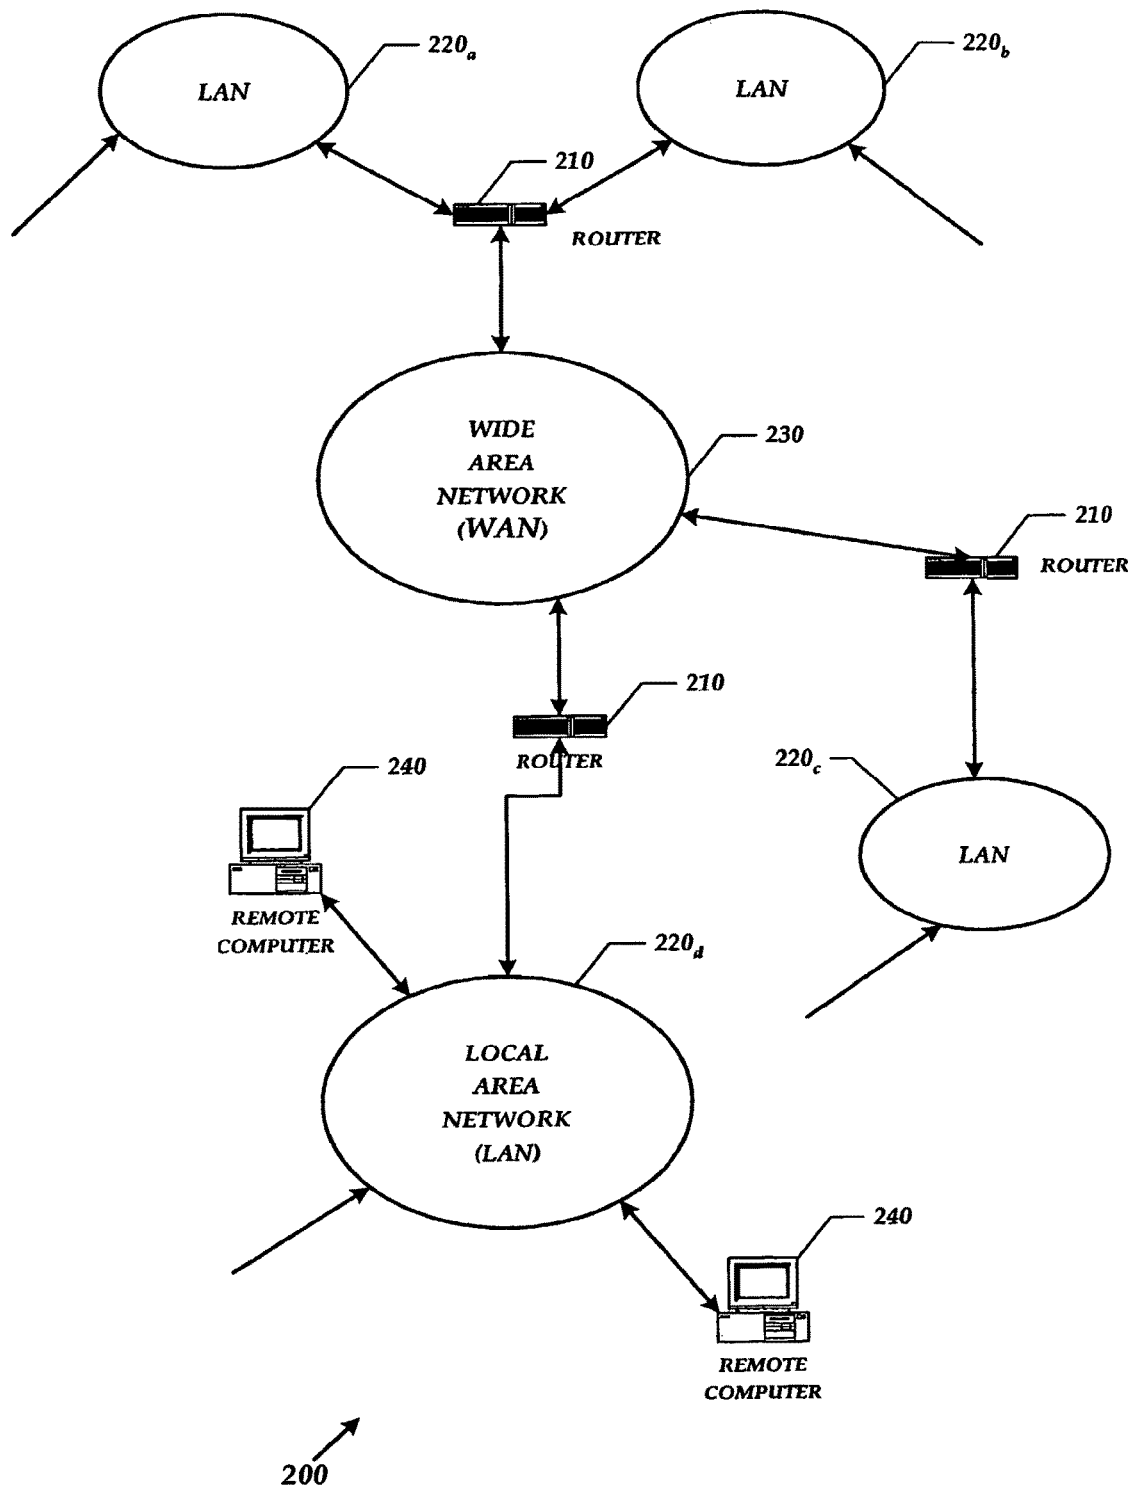 220a
220b
LAN
LAN
210
ROUTER
WIDE
AREA
NETWORK
(WAN)
230
210
ROUTER
210
ROUTER
240
220c
REMOTE
COMPUTER
LAN
220d
LOCAL
AREA
NETWORK
(LAN)
240
REMOTE
COMPUTER
200